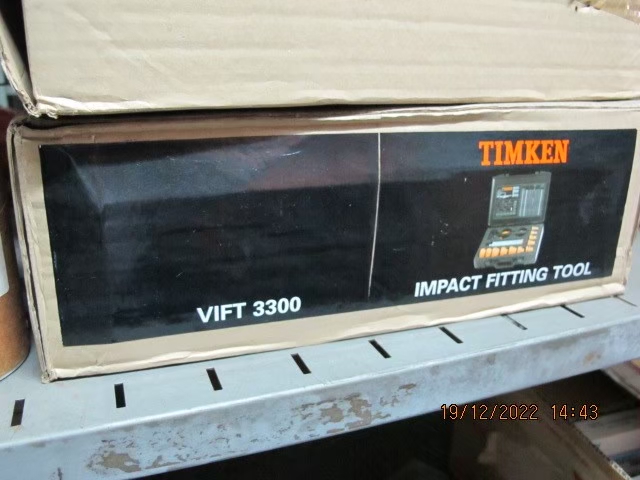 TIMKEN
VIFT 3300
IMPACT FITTING TOOL
19/12/2022 14:43